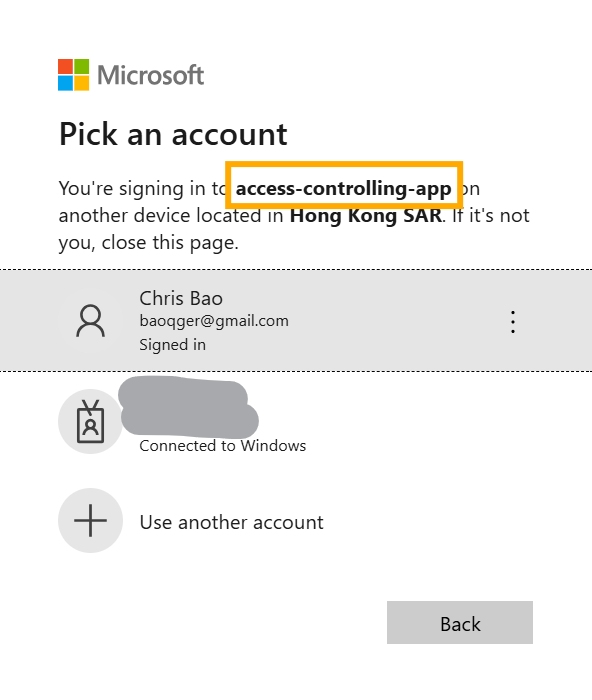 Microsoft
Pick an account
You're signing in to access-controlling-app on
another device located in Hong Kong SAR. If it's not
you, close this page.
Chris Bao
baoqger@gmail.com
Signed in
Connected to Windows
Use another account
Back